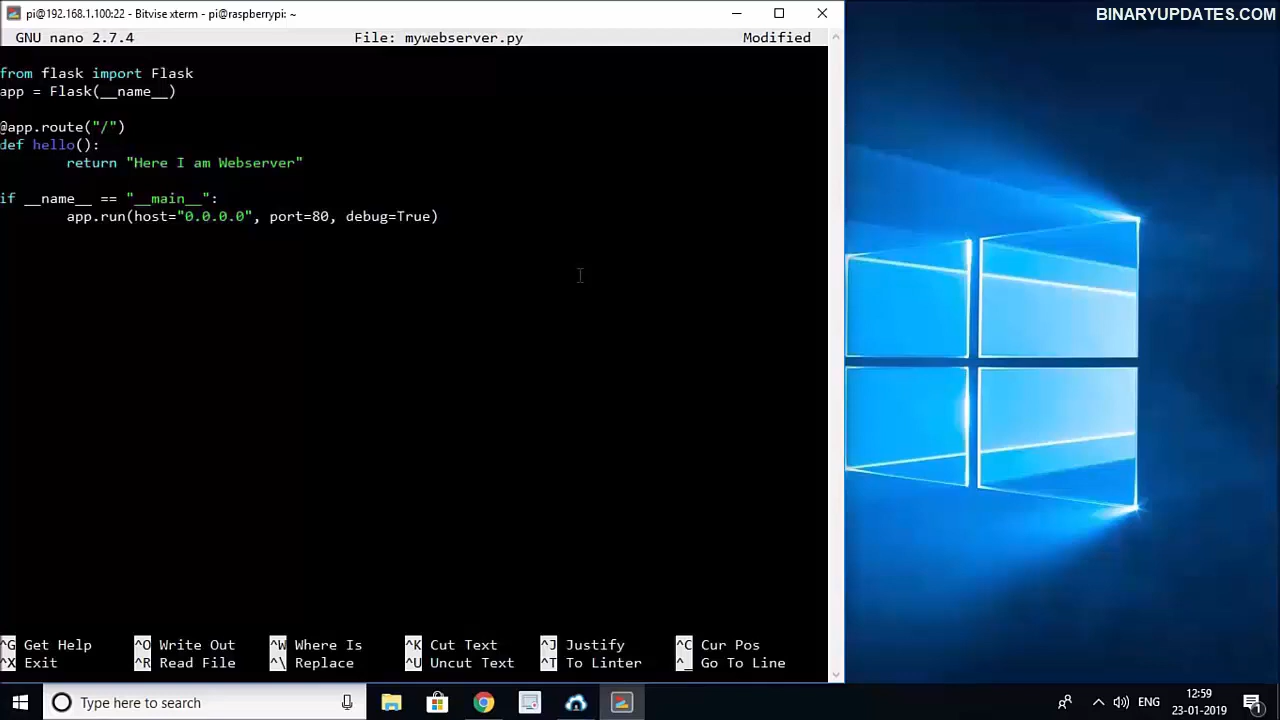 pi@192.168.1.100:22 - Bitvise xterm - pi@raspberrypi: ~
BINARYUPDATES.COM
GNU nano 2.7.4 File: mywebserver.py Modified
from flask import Flask
app = Flask(__name__)
@app.route("/")
def hello():
return "Here I am Webserver"
if __name__ == "__main__":
app.run(host="0.0.0.0", port=80, debug=True)
^G Get Help ^O Write Out ^W Where Is ^K Cut Text ^J Justify ^C Cur Pos
^X Exit ^R Read File ^\ Replace ^U Uncut Text ^T To Linter ^_ Go To Line
Type here to search
ENG
12:59
23-01-2019
1